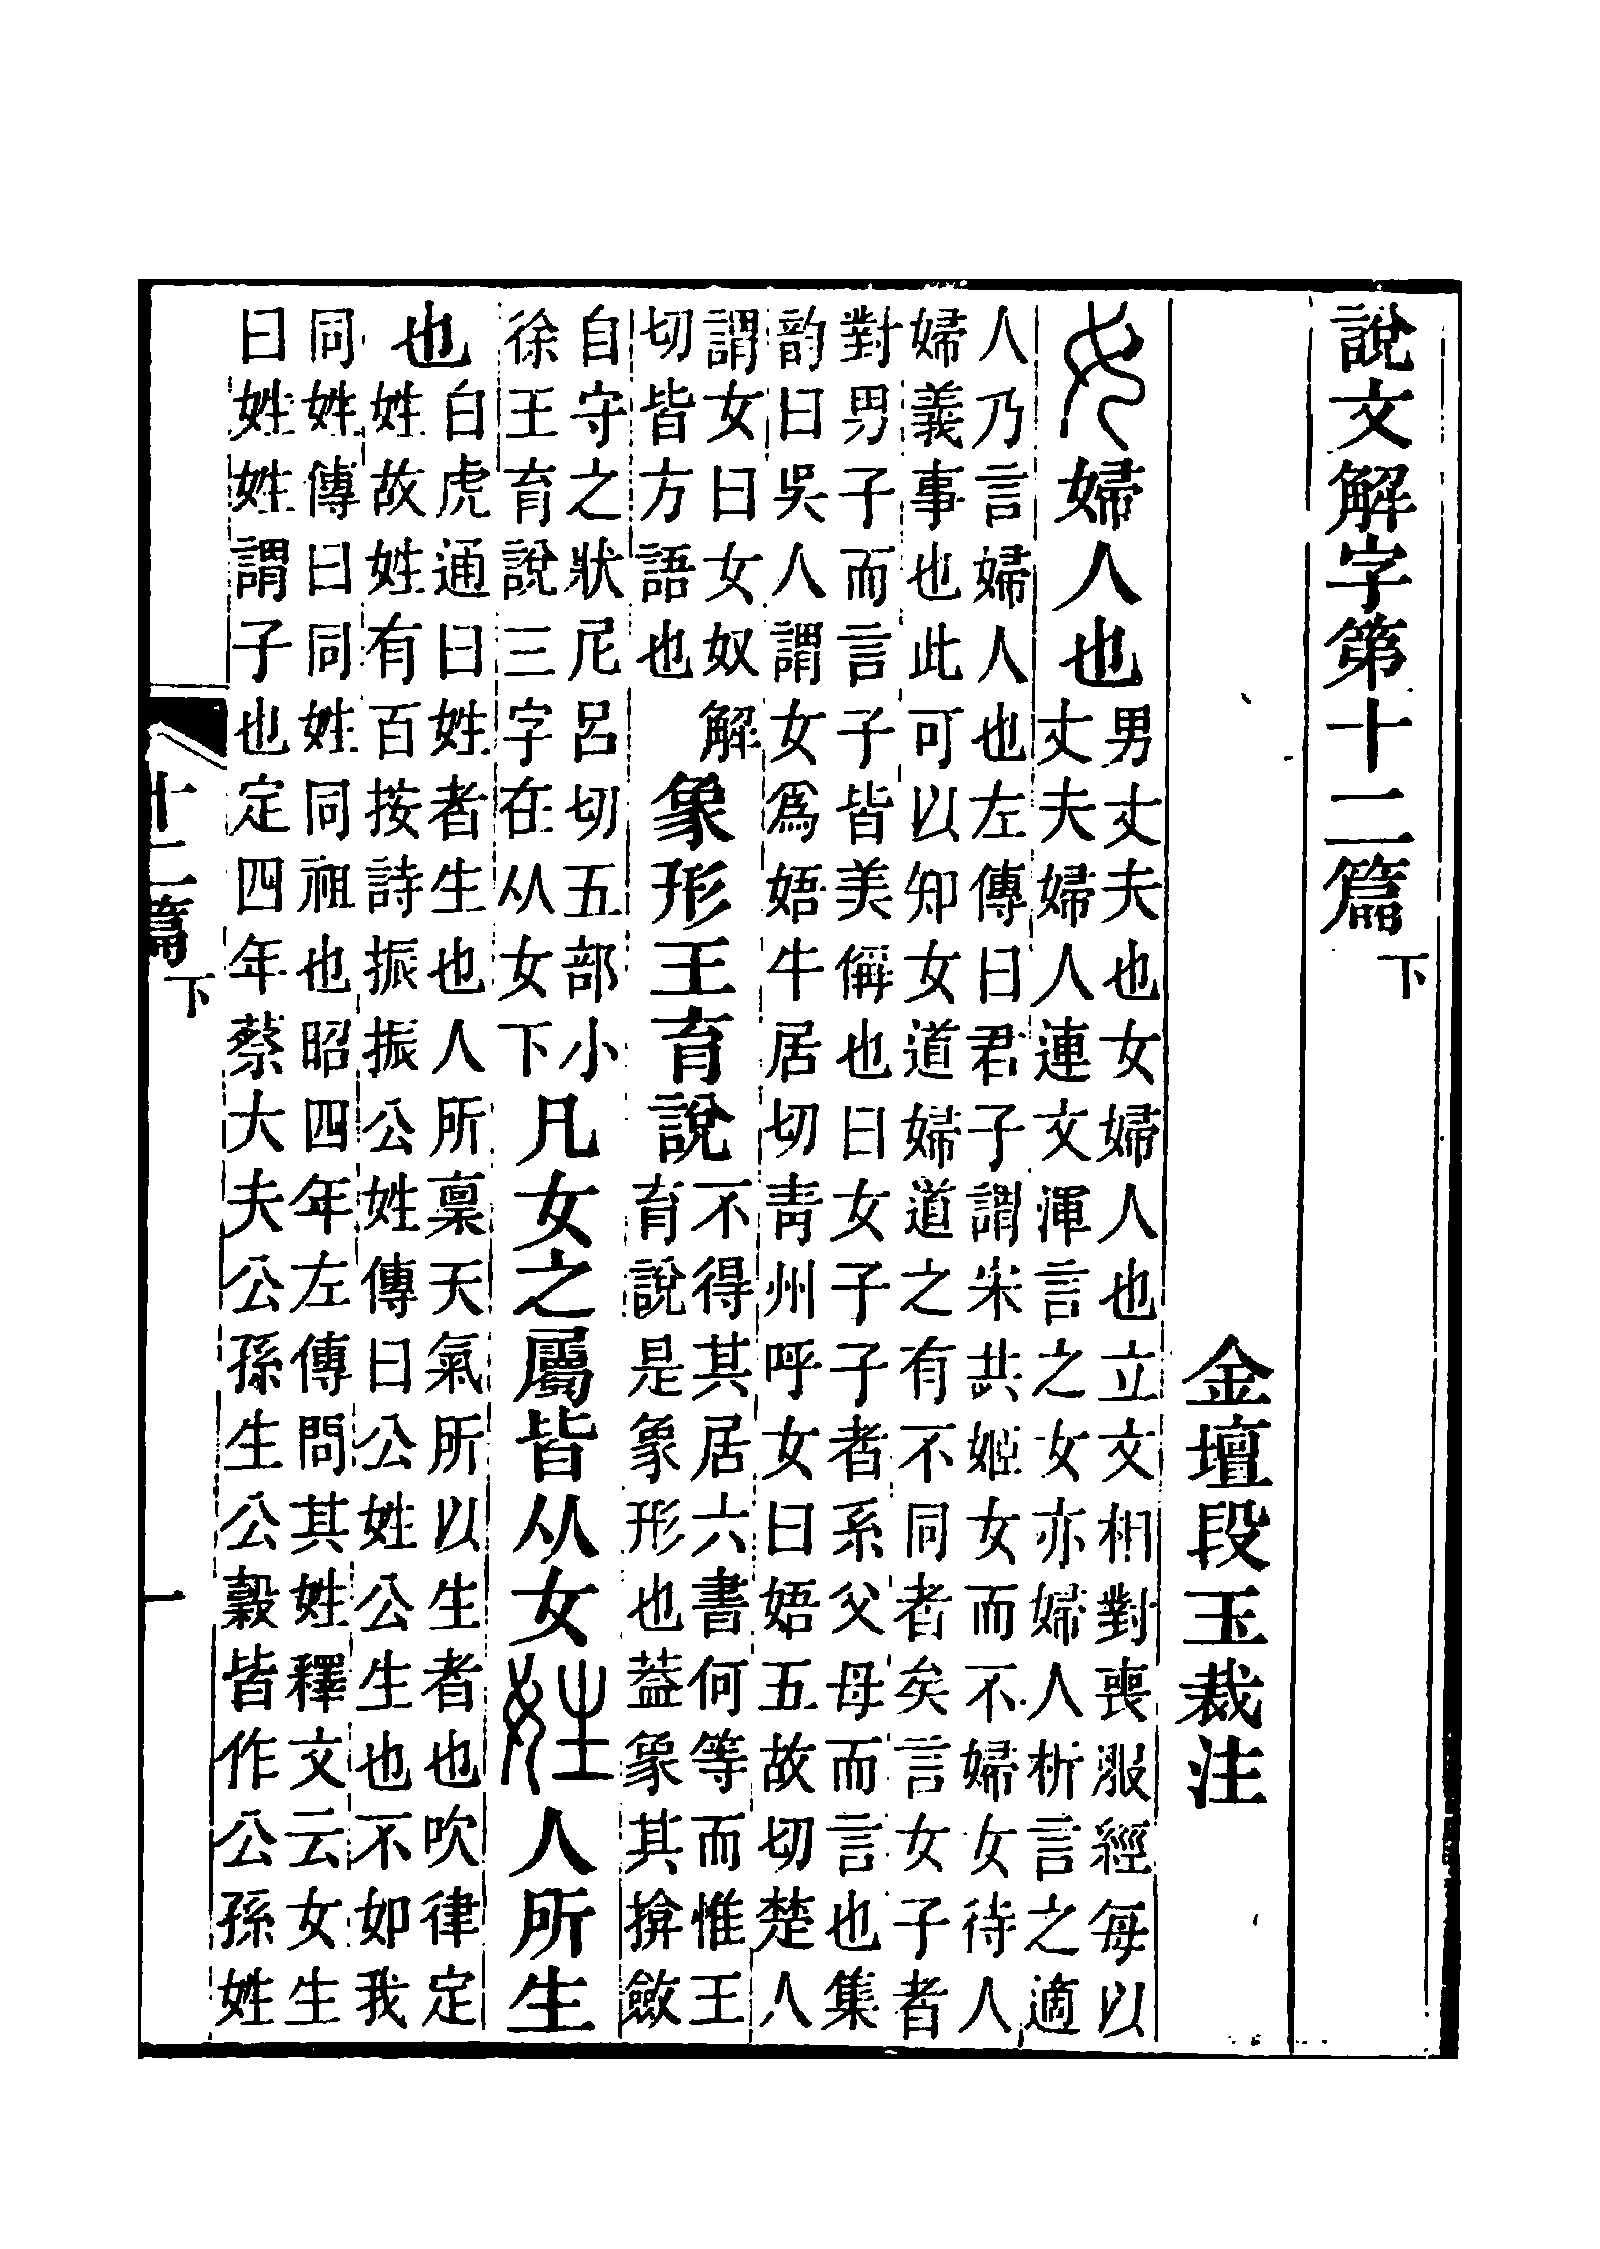 說文解字第十二篇下
金壇段玉裁注
女婦人也
男丈夫也女婦人也立文相對喪服經每以
丈夫婦人連文渾言之女亦婦人析言之適
人乃言婦人也左傳曰君子謂宋共姬女而不婦女待人
婦義事也此可以知女道婦道之有不同者矣言女子者
對男子而言子皆美偁也曰女子子者系父母而言也集
韵曰吳人謂女爲娪牛居切靑州呼女曰娪五故切楚人
謂女曰女奴解
切皆方語也
象形王育說
不得其居六書何等而惟王
育說是象形也葢象其揜斂
自守之狀尼呂切五部小
徐王育說三字在从女下
凡女之屬皆从女姓人所生
也
白虎通曰姓者生也人所稟天氣所以生者也吹律定
姓故姓有百按詩振振公姓傳曰公姓公生也不如我
同姓傳曰同姓同祖也昭四年左傳問其姓釋文云女生
曰姓姓謂子也定四年蔡大夫公孫生公穀皆作公孫姓
十二篇下
一